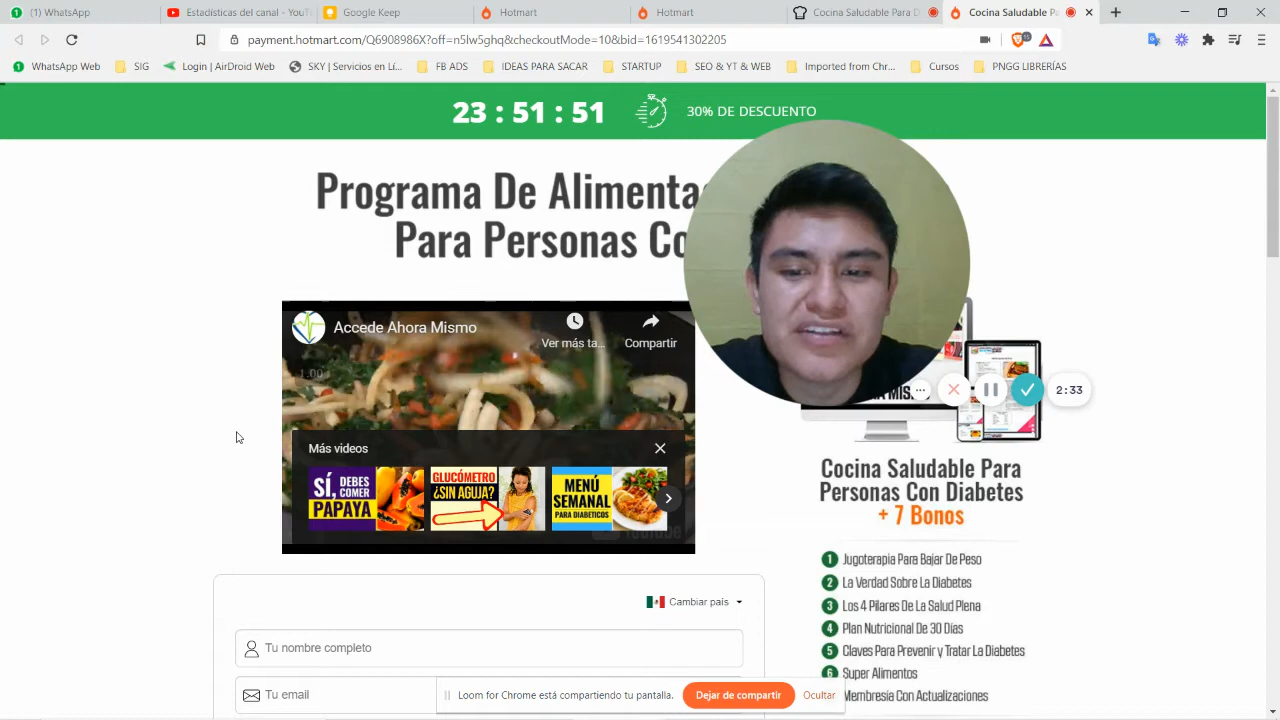 (1) WhatsApp
Estadísticas del canal - YouT
Google Keep
Hotmart
Hotmart
Cocina Saludable Para D
Cocina Saludable Pa
payment.hotmart.com/Q6908986X?off=n5lw5ghq&checkoutMode=10&bid=1619541302205
15
WhatsApp Web
SIG
Login | AirDroid Web
SKY | Servicios en Lí...
FB ADS
IDEAS PARA SACAR
STARTUP
SEO & YT & WEB
Imported from Chr...
Cursos
PNGG LIBRERÍAS
23 : 51 : 51
30% DE DESCUENTO
Programa De Alimenta
Para Personas Co
Accede Ahora Mismo
Ver más ta...
Compartir
1.00
Más videos
SÍ, DEBES
COMER
PAPAYA
GLUCÓMETRO
¿SIN AGUJA?
MENÚ
SEMANAL
PARA DIABETICOS
YouTube
2:33
Cocina Saludable Para
Personas Con Diabetes
+ 7 Bonos
1 Jugoterapia Para Bajar De Peso
2 La Verdad Sobre La Diabetes
3 Los 4 Pilares De La Salud Plena
4 Plan Nutricional De 30 Días
5 Claves Para Prevenir y Tratar La Diabetes
6 Super Alimentos
Membresia Con Actualizaciones
Cambiar país
Tu nombre completo
Tu email
Loom for Chrome está compartiendo tu pantalla.
Dejar de compartir
Ocultar